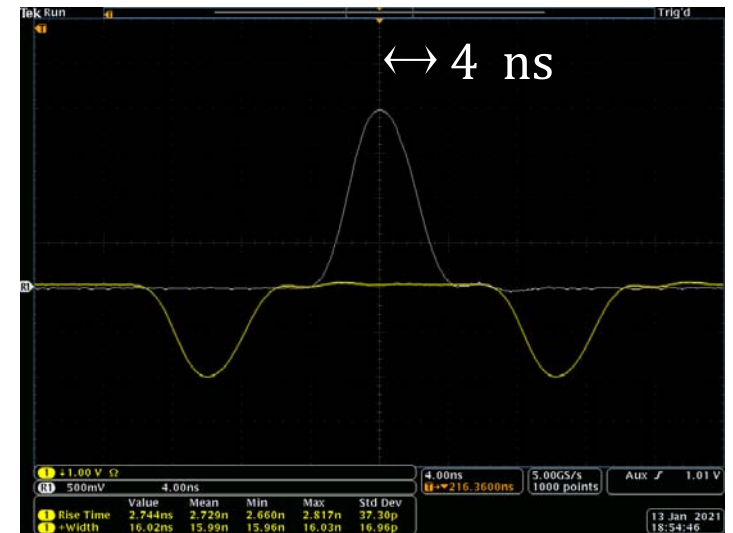 Tek Run Trig'd
T
4 ns
R1
1 ↓1.00 V Ω
R1 500mV 4.00ns
4.00ns
T→▼216.3600ns
5.00GS/s
1000 points
Aux ∫ 1.01 V
Value Mean Min Max Std Dev
1 Rise Time 2.744ns 2.729n 2.660n 2.817n 37.30p
1 +Width 16.02ns 15.99n 15.96n 16.03n 16.96p
13 Jan 2021
18:54:46